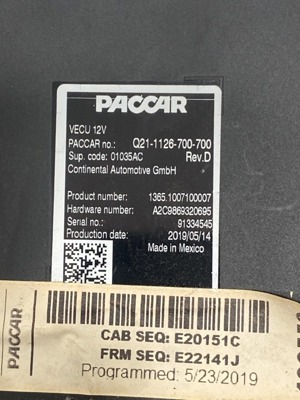 PACCAR
VECU 12V
PACCAR no.: Q21-1126-700-700
Sup. code: 01035AC Rev.D
Continental Automotive GmbH
Product number: 1365.1007100007
Hardware number: A2C9869320695
Serial no.: 91334545
Production date: 2019/05/14
Made in Mexico
PACCAR
CAB SEQ: E20151C
FRM SEQ: E22141J
Programmed: 5/23/2019